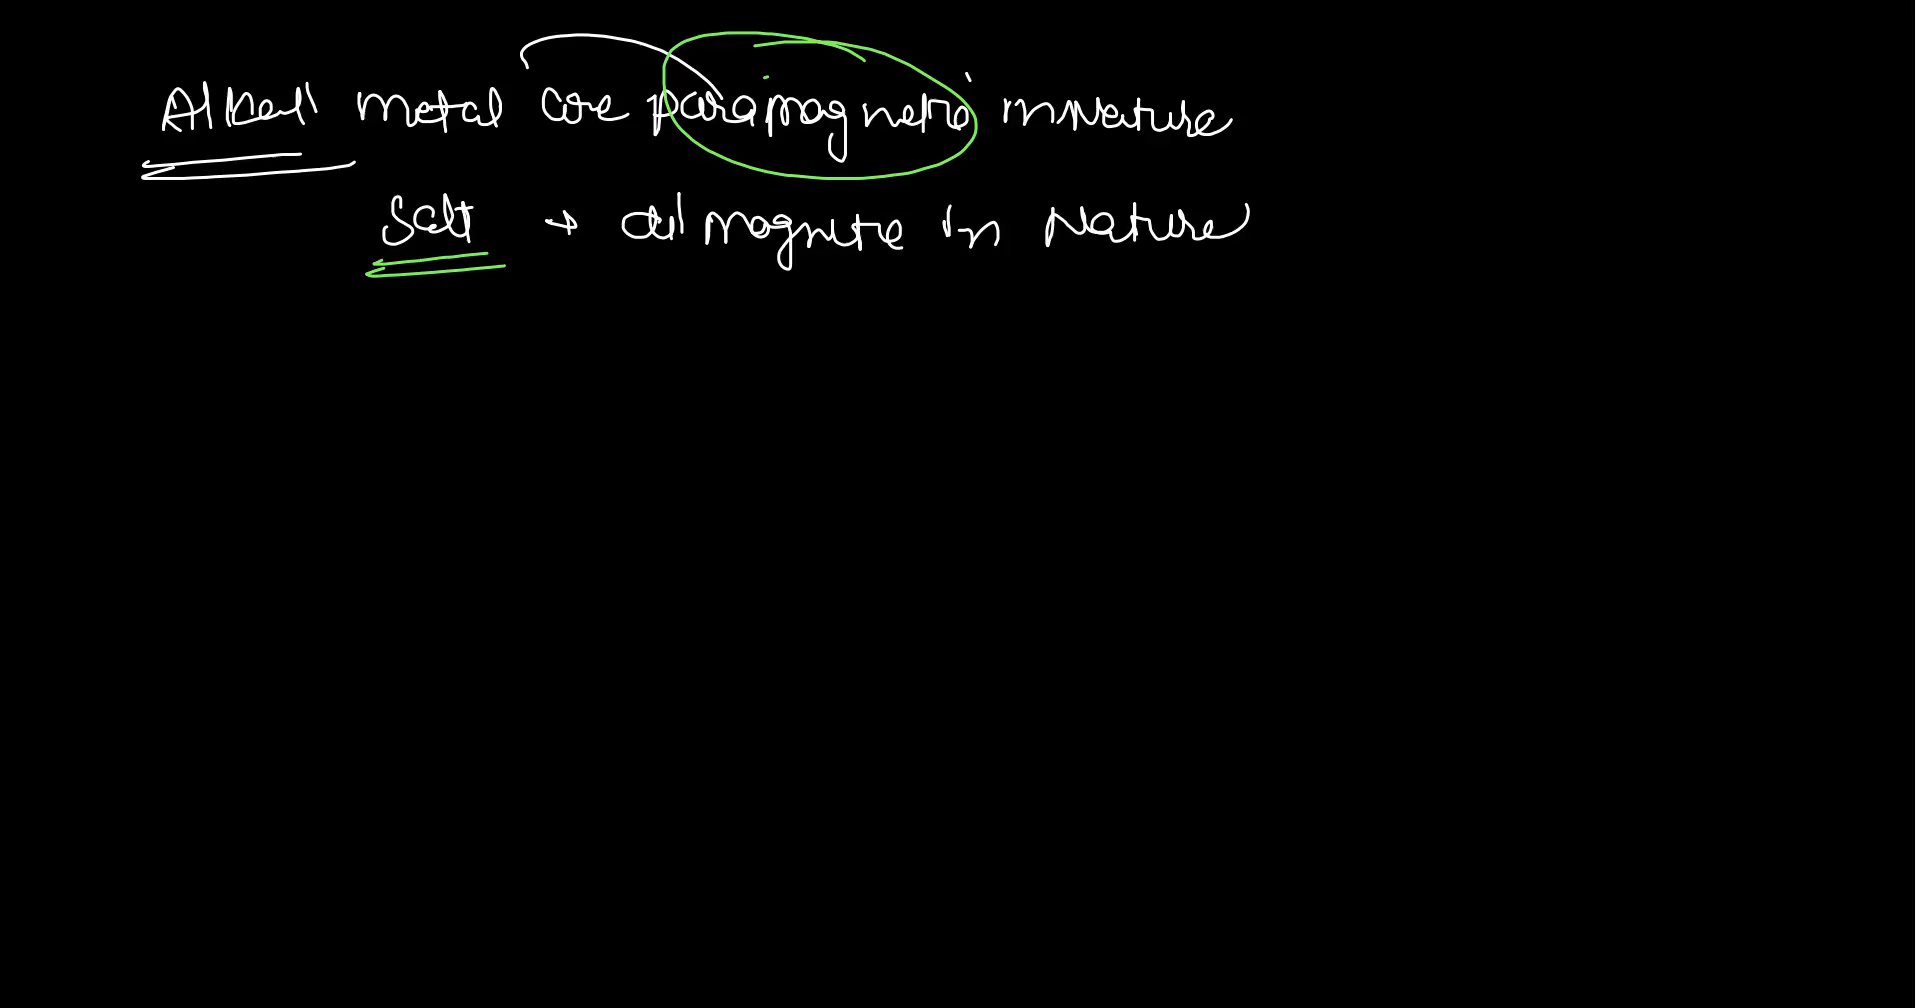 Alkali metal are paramagnetic in Nature
Salt → diamagnetic in Nature